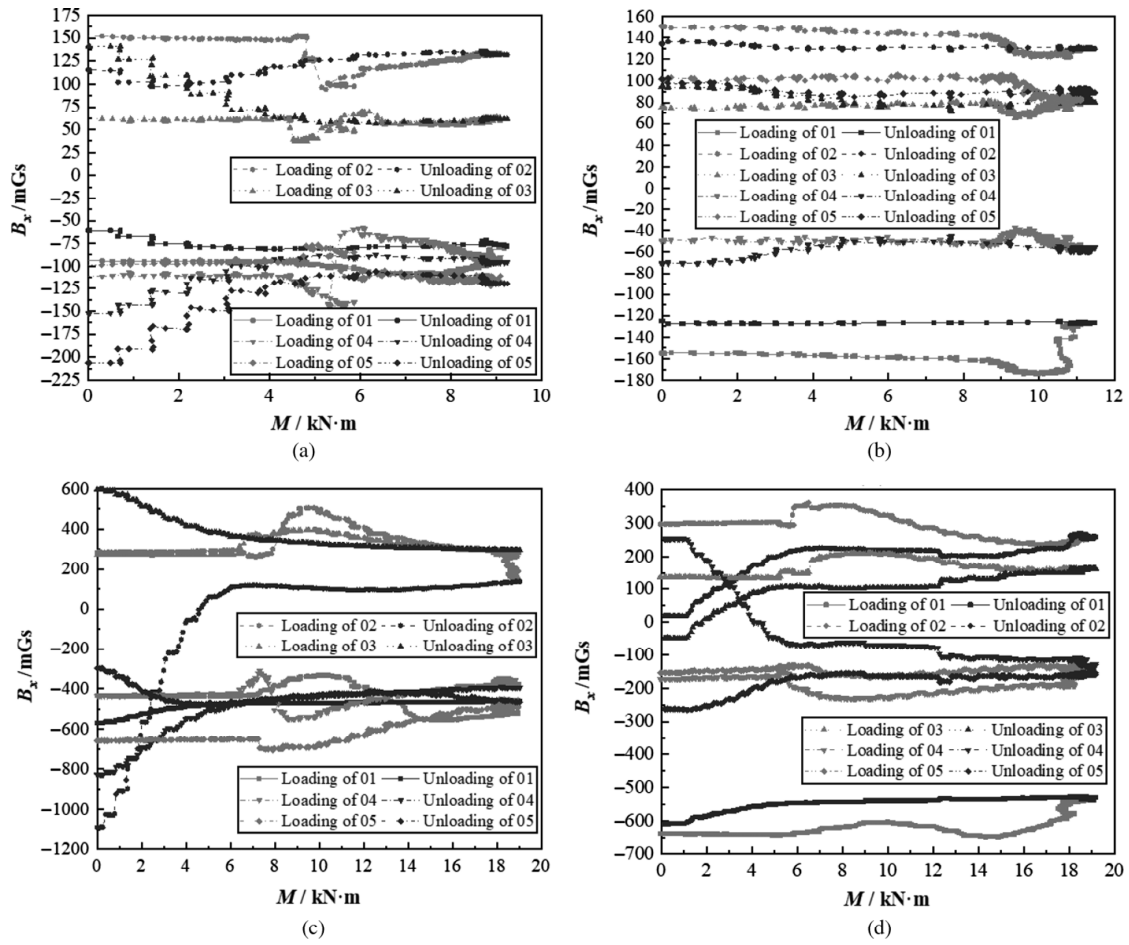 175
150
125
100
75
50
25
0
−25
−50
−75
−100
−125
−150
−175
−200
−225
Bx /mGs
Loading of 02 Unloading of 02
Loading of 03 Unloading of 03
Loading of 01 Unloading of 01
Loading of 04 Unloading of 04
Loading of 05 Unloading of 05
0 2 4 6 8 10
M / kN·m
(a)
160
140
120
100
80
60
40
20
0
−20
−40
−60
−80
−100
−120
−140
−160
−180
Bx /mGs
Loading of 01 Unloading of 01
Loading of 02 Unloading of 02
Loading of 03 Unloading of 03
Loading of 04 Unloading of 04
Loading of 05 Unloading of 05
0 2 4 6 8 10 12
M / kN·m
(b)
600
400
200
0
−200
−400
−600
−800
−1000
−1200
Bx /mGs
Loading of 02 Unloading of 02
Loading of 03 Unloading of 03
Loading of 01 Unloading of 01
Loading of 04 Unloading of 04
Loading of 05 Unloading of 05
0 2 4 6 8 10 12 14 16 18 20
M / kN·m
(c)
400
300
200
100
0
−100
−200
−300
−400
−500
−600
−700
Bx /mGs
Loading of 01 Unloading of 01
Loading of 02 Unloading of 02
Loading of 03 Unloading of 03
Loading of 04 Unloading of 04
Loading of 05 Unloading of 05
0 2 4 6 8 10 12 14 16 18 20
M / kN·m
(d)